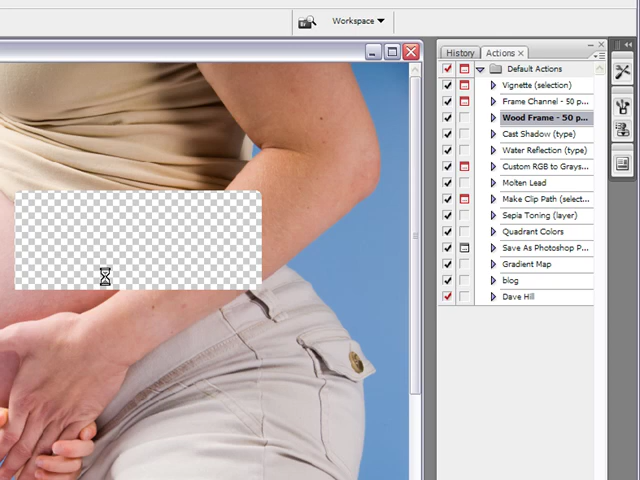 Workspace
History
Actions ×
Default Actions
Vignette (selection)
Frame Channel - 50 p...
Wood Frame - 50 p...
Cast Shadow (type)
Water Reflection (type)
Custom RGB to Grays...
Molten Lead
Make Clip Path (select...
Sepia Toning (layer)
Quadrant Colors
Save As Photoshop P...
Gradient Map
blog
Dave Hill